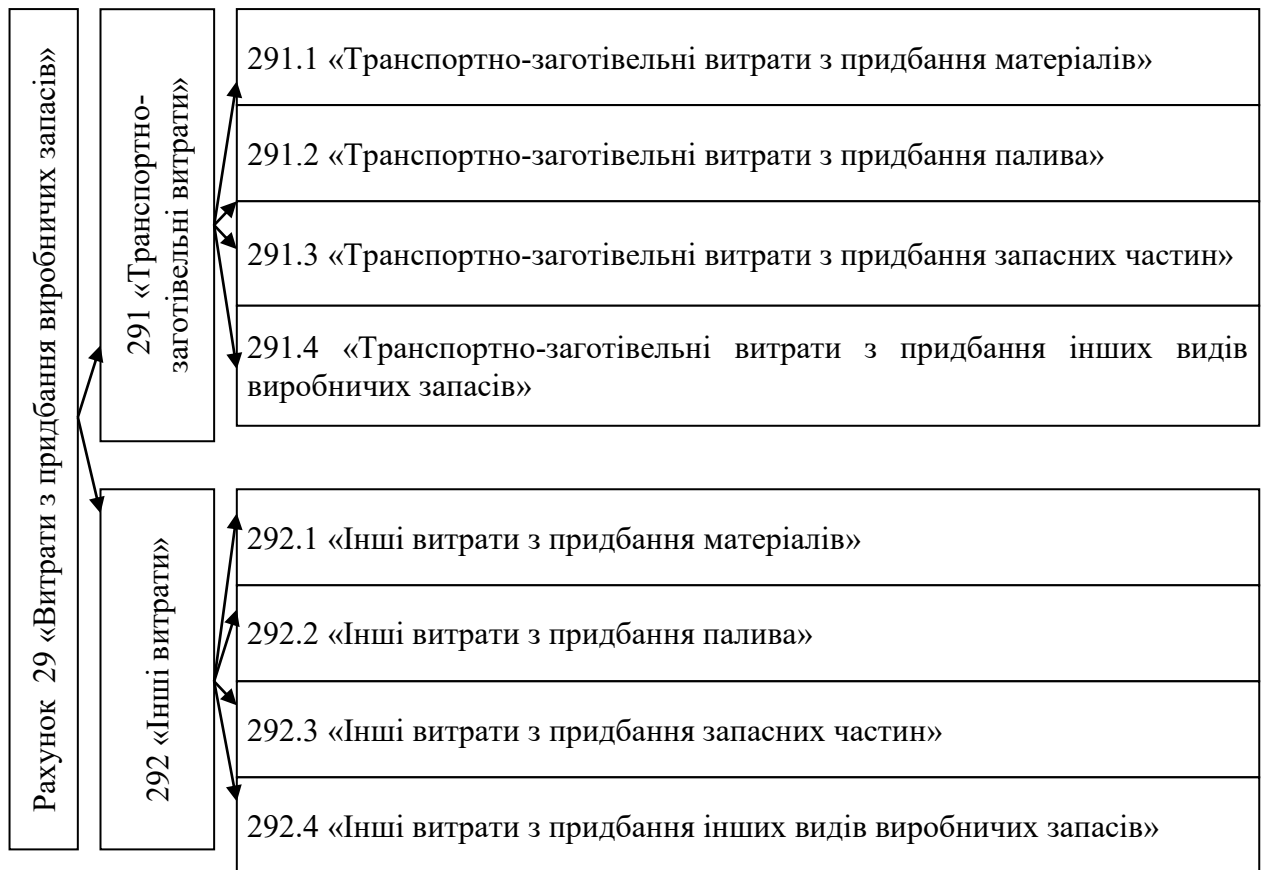 Рахунок 29 «Витрати з придбання виробничих запасів»
291 «Транспортно-
заготівельні витрати»
291.1 «Транспортно-заготівельні витрати з придбання матеріалів»
291.2 «Транспортно-заготівельні витрати з придбання палива»
291.3 «Транспортно-заготівельні витрати з придбання запасних частин»
291.4 «Транспортно-заготівельні витрати з придбання інших видів
виробничих запасів»
292 «Інші витрати»
292.1 «Інші витрати з придбання матеріалів»
292.2 «Інші витрати з придбання палива»
292.3 «Інші витрати з придбання запасних частин»
292.4 «Інші витрати з придбання інших видів виробничих запасів»